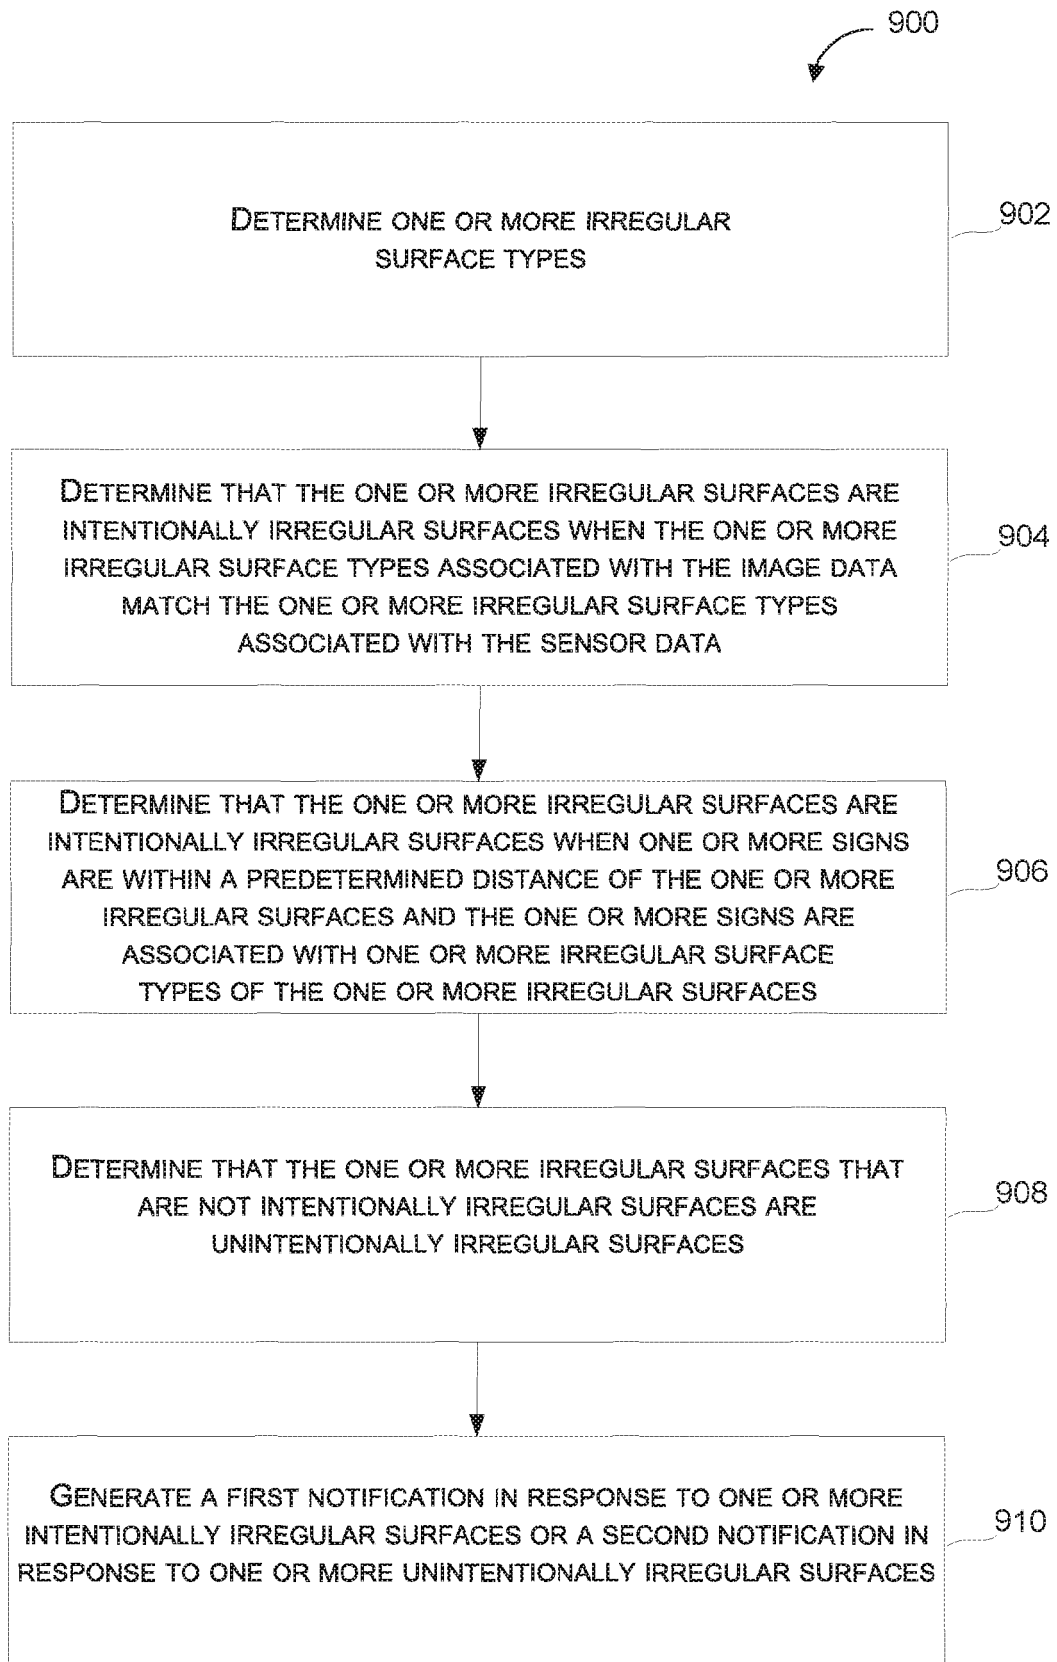 900
DETERMINE ONE OR MORE IRREGULAR
SURFACE TYPES
902
DETERMINE THAT THE ONE OR MORE IRREGULAR SURFACES ARE
INTENTIONALLY IRREGULAR SURFACES WHEN THE ONE OR MORE
IRREGULAR SURFACE TYPES ASSOCIATED WITH THE IMAGE DATA
MATCH THE ONE OR MORE IRREGULAR SURFACE TYPES
ASSOCIATED WITH THE SENSOR DATA
904
DETERMINE THAT THE ONE OR MORE IRREGULAR SURFACES ARE
INTENTIONALLY IRREGULAR SURFACES WHEN ONE OR MORE SIGNS
ARE WITHIN A PREDETERMINED DISTANCE OF THE ONE OR MORE
IRREGULAR SURFACES AND THE ONE OR MORE SIGNS ARE
ASSOCIATED WITH ONE OR MORE IRREGULAR SURFACE
TYPES OF THE ONE OR MORE IRREGULAR SURFACES
906
DETERMINE THAT THE ONE OR MORE IRREGULAR SURFACES THAT
ARE NOT INTENTIONALLY IRREGULAR SURFACES ARE
UNINTENTIONALLY IRREGULAR SURFACES
908
GENERATE A FIRST NOTIFICATION IN RESPONSE TO ONE OR MORE
INTENTIONALLY IRREGULAR SURFACES OR A SECOND NOTIFICATION IN
RESPONSE TO ONE OR MORE UNINTENTIONALLY IRREGULAR SURFACES
910